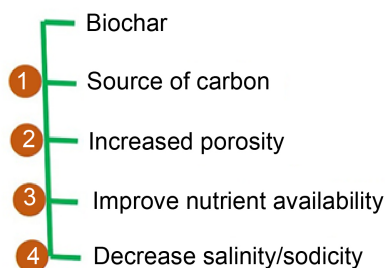 Biochar
1 Source of carbon
2 Increased porosity
3 Improve nutrient availability
4 Decrease salinity/sodicity